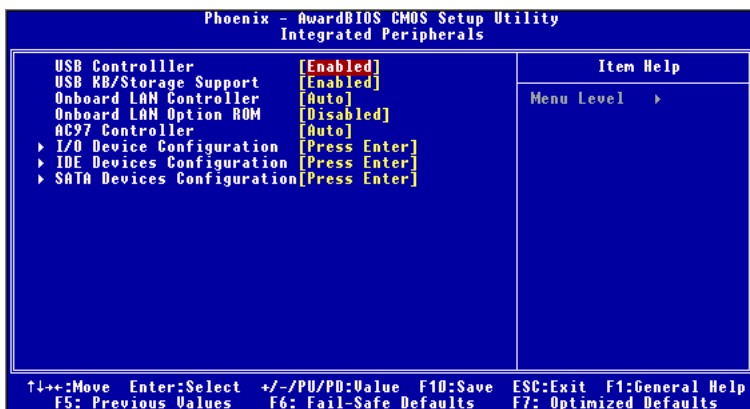 Phoenix - AwardBIOS CMOS Setup Utility
Integrated Peripherals
USB Controlller [Enabled]
USB KB/Storage Support [Enabled]
Onboard LAN Controller [Auto]
Onboard LAN Option ROM [Disabled]
AC97 Controller [Auto]
▸ I/O Device Configuration [Press Enter]
▸ IDE Devices Configuration [Press Enter]
▸ SATA Devices Configuration[Press Enter]
Item Help
Menu Level ▸
↑↓→←:Move Enter:Select +/-/PU/PD:Value F10:Save ESC:Exit F1:General Help
F5: Previous Values F6: Fail-Safe Defaults F7: Optimized Defaults